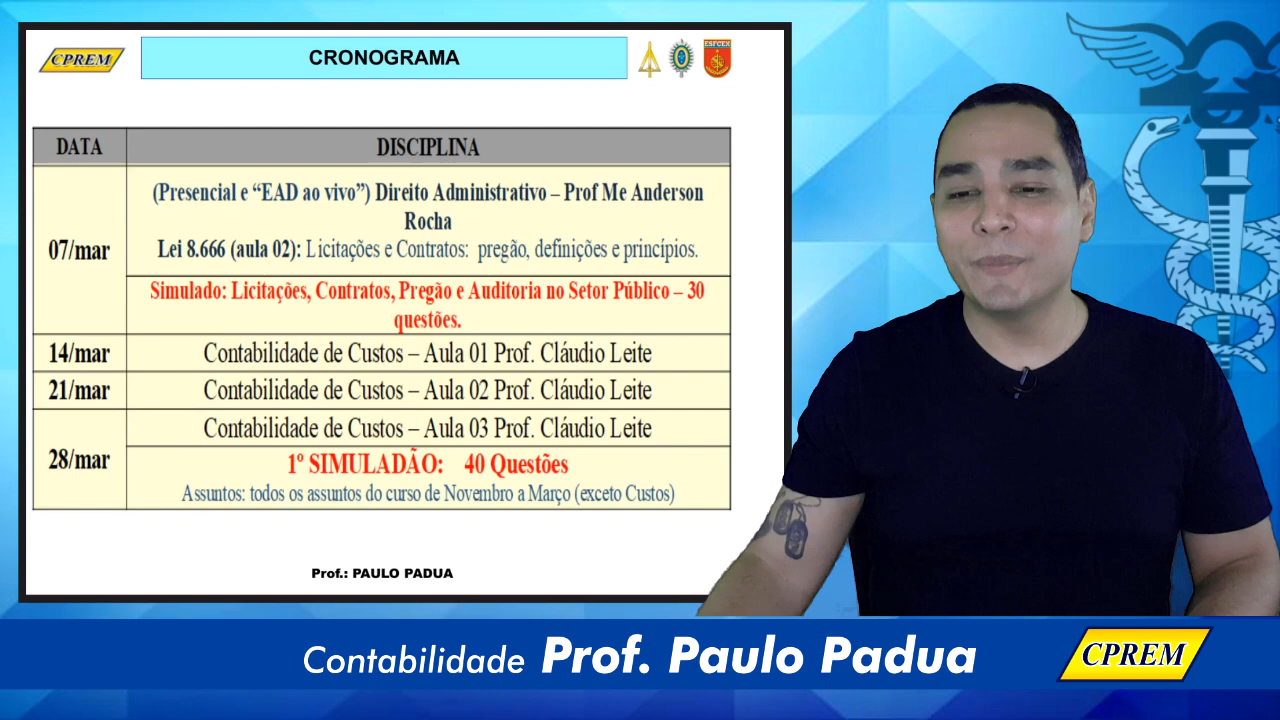 CPREM
CRONOGRAMA
ESFCEX
DATA
DISCIPLINA
07/mar
(Presencial e “EAD ao vivo”) Direito Administrativo – Prof Me Anderson
Rocha
Lei 8.666 (aula 02): Licitações e Contratos: pregão, definições e princípios.
Simulado: Licitações, Contratos, Pregão e Auditoria no Setor Público – 30
questões.
14/mar
Contabilidade de Custos – Aula 01 Prof. Cláudio Leite
21/mar
Contabilidade de Custos – Aula 02 Prof. Cláudio Leite
28/mar
Contabilidade de Custos – Aula 03 Prof. Cláudio Leite
1º SIMULADÃO: 40 Questões
Assuntos: todos os assuntos do curso de Novembro a Março (exceto Custos)
Prof.: PAULO PADUA
Contabilidade Prof. Paulo Padua
CPREM